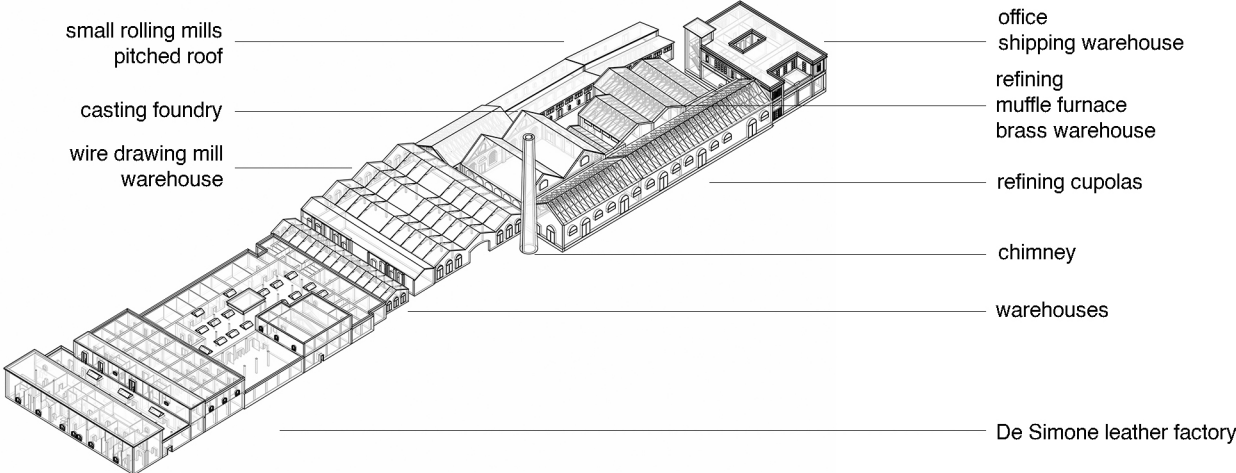 small rolling mills
pitched roof
casting foundry
wire drawing mill
warehouse
office
shipping warehouse
refining
muffle furnace
brass warehouse
refining cupolas
chimney
warehouses
De Simone leather factory